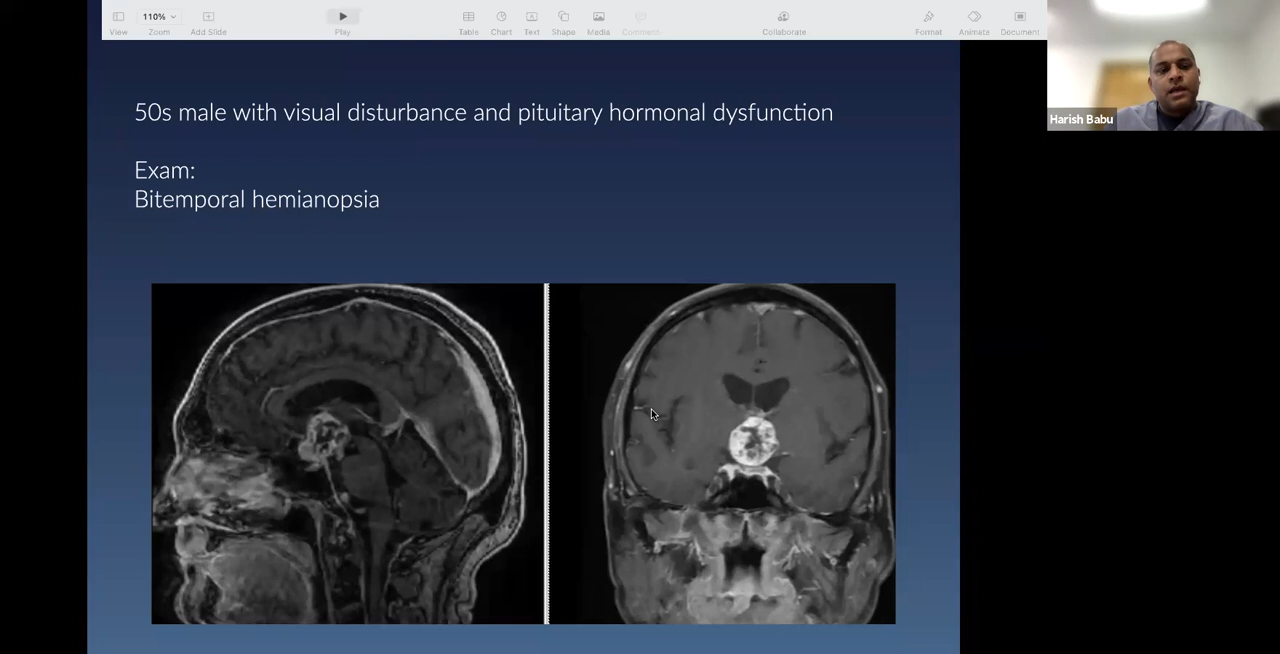 110%
View
Zoom
Add Slide
Play
Table
Chart
Text
Shape
Media
Comment
Collaborate
Format
Animate
Document
Harish Babu
50s male with visual disturbance and pituitary hormonal dysfunction
Exam:
Bitemporal hemianopsia